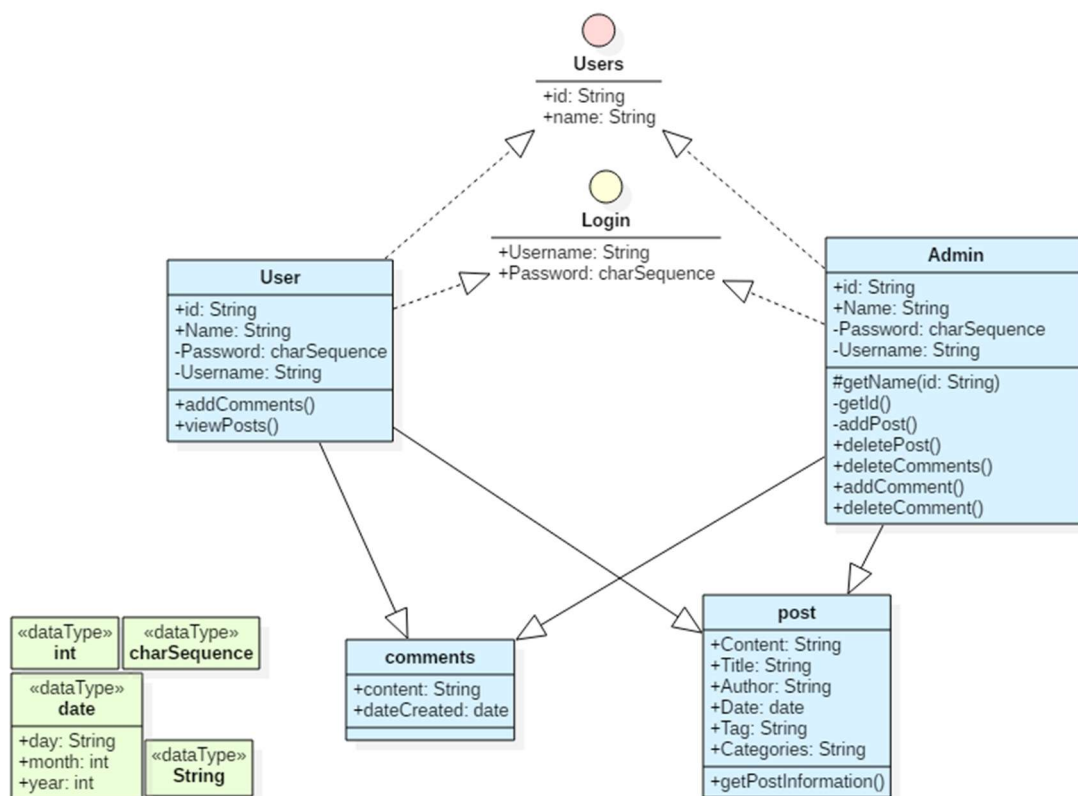 Users
+id: String
+name: String
Login
+Username: String
+Password: charSequence
User
+id: String
+Name: String
-Password: charSequence
-Username: String
+addComments()
+viewPosts()
Admin
+id: String
+Name: String
-Password: charSequence
-Username: String
#getName(id: String)
-getId()
-addPost()
+deletePost()
+deleteComments()
+addComment()
+deleteComment()
«dataType»
int
«dataType»
charSequence
«dataType»
date
+day: String
+month: int
+year: int
«dataType»
String
comments
+content: String
+dateCreated: date
post
+Content: String
+Title: String
+Author: String
+Date: date
+Tag: String
+Categories: String
+getPostInformation()